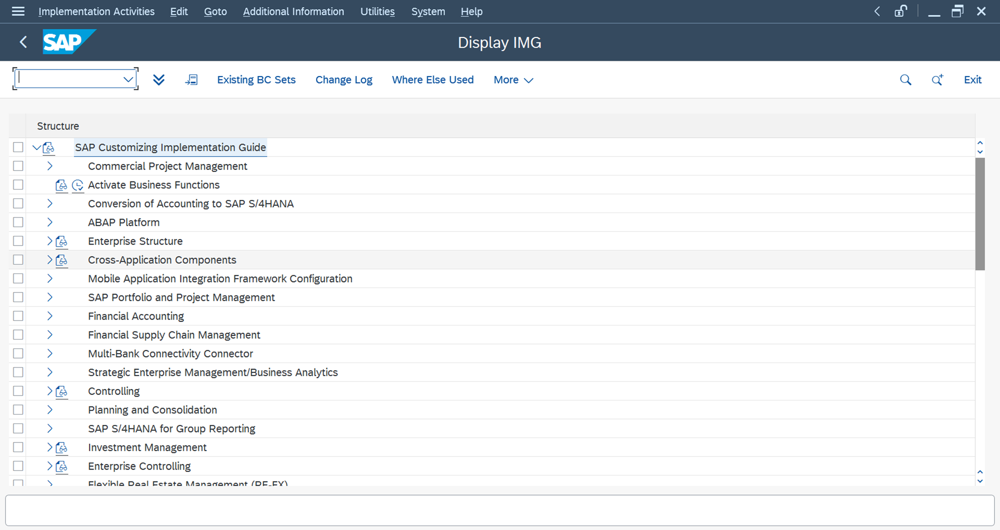 Implementation Activities Edit Goto Additional Information Utilities System Help
SAP Display IMG
Existing BC Sets Change Log Where Else Used More Exit
Structure
SAP Customizing Implementation Guide
Commercial Project Management
Activate Business Functions
Conversion of Accounting to SAP S/4HANA
ABAP Platform
Enterprise Structure
Cross-Application Components
Mobile Application Integration Framework Configuration
SAP Portfolio and Project Management
Financial Accounting
Financial Supply Chain Management
Multi-Bank Connectivity Connector
Strategic Enterprise Management/Business Analytics
Controlling
Planning and Consolidation
SAP S/4HANA for Group Reporting
Investment Management
Enterprise Controlling
Flexible Real Estate Management (RE-FX)